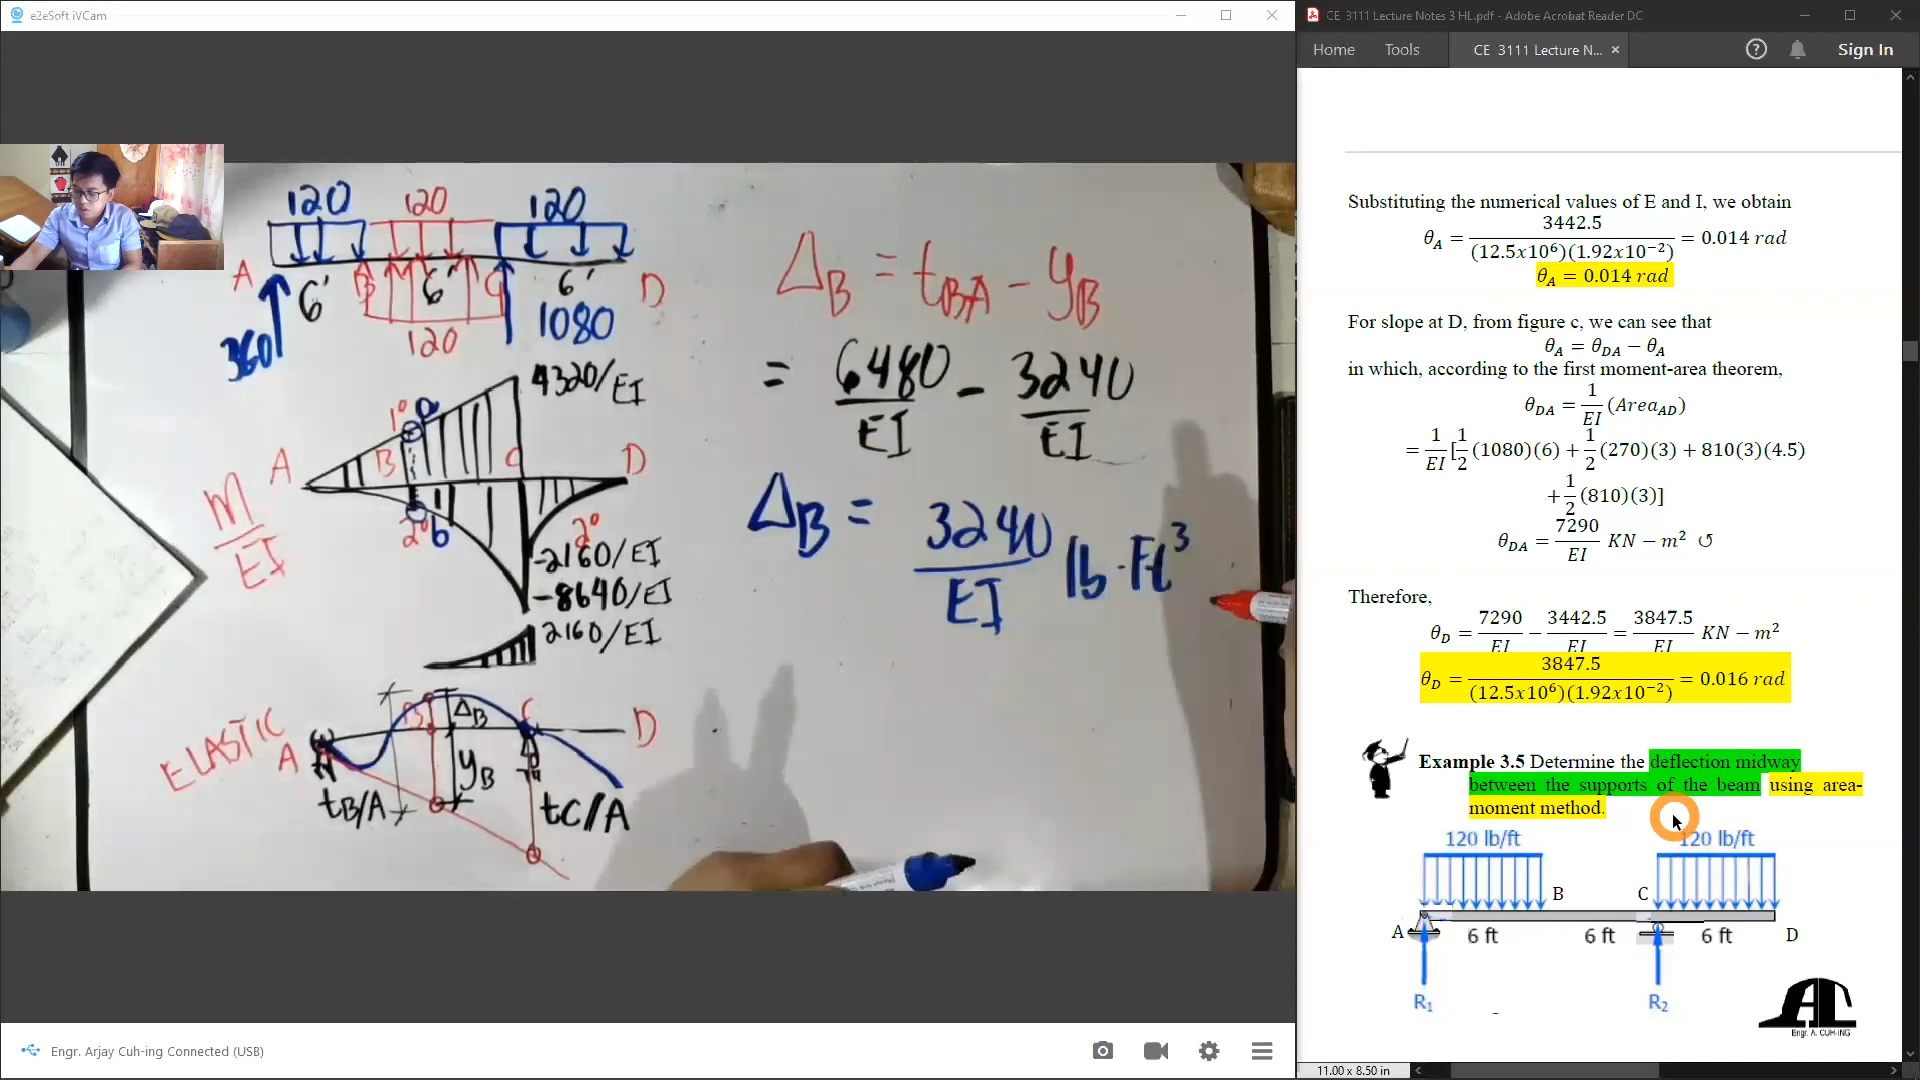 e2eSoft iVCam
120
120
120
A
B
C
D
6'
6'
6'
360
1080
120
M/EI
A
1°
a
B
C
D
4320/EI
2°
b
2°
-2160/EI
-8640/EI
2160/EI
ELASTIC
A
B
ΔB
C
D
yB
tB/A
tC/A
ΔB = tBA - yB
= 6480/EI - 3240/EI
ΔB = 3240/EI lb·Ft³
Engr. Arjay Cuh-ing Connected (USB)
CE 3111 Lecture Notes 3 HL.pdf - Adobe Acrobat Reader DC
Home Tools CE 3111 Lecture N... × Sign In
Substituting the numerical values of E and I, we obtain
θA = 3442.5/(12.5x10⁶)(1.92x10⁻²) = 0.014 rad
θA = 0.014 rad
For slope at D, from figure c, we can see that
θA = θDA − θA
in which, according to the first moment-area theorem,
θDA = 1/EI (AreaAD)
= 1/EI [1/2 (1080)(6) + 1/2 (270)(3) + 810(3)(4.5)
+ 1/2 (810)(3)]
θDA = 7290/EI KN − m² ↺
Therefore,
θD = 7290/EI − 3442.5/EI = 3847.5/EI KN − m²
θD = 3847.5/(12.5x10⁶)(1.92x10⁻²) = 0.016 rad
Example 3.5 Determine the deflection midway
between the supports of the beam using area-
moment method.
120 lb/ft 120 lb/ft
B C
A 6 ft 6 ft 6 ft D
R1 R2
AC
Engr. A. CUH-ING
11.00 x 8.50 in